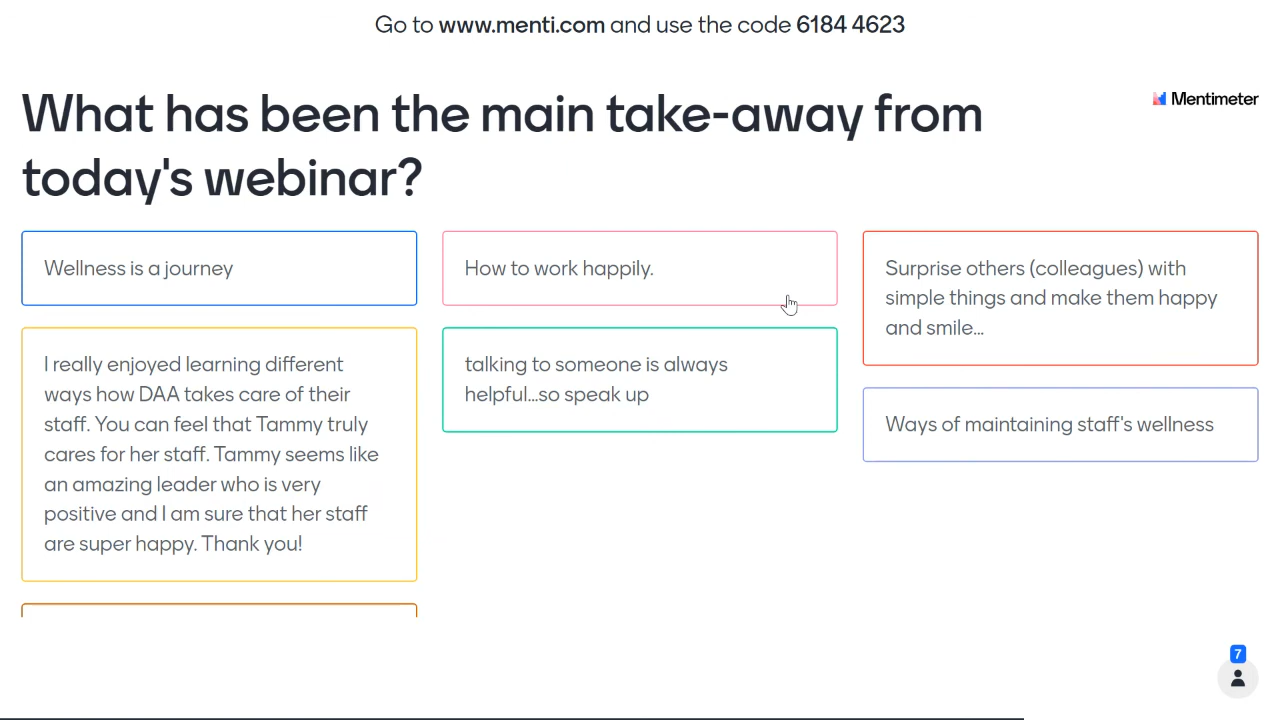 Go to www.menti.com and use the code 6184 4623
Mentimeter
What has been the main take-away from
today's webinar?
Wellness is a journey
I really enjoyed learning different
ways how DAA takes care of their
staff. You can feel that Tammy truly
cares for her staff. Tammy seems like
an amazing leader who is very
positive and I am sure that her staff
are super happy. Thank you!
How to work happily.
talking to someone is always
helpful...so speak up
Surprise others (colleagues) with
simple things and make them happy
and smile...
Ways of maintaining staff's wellness
7